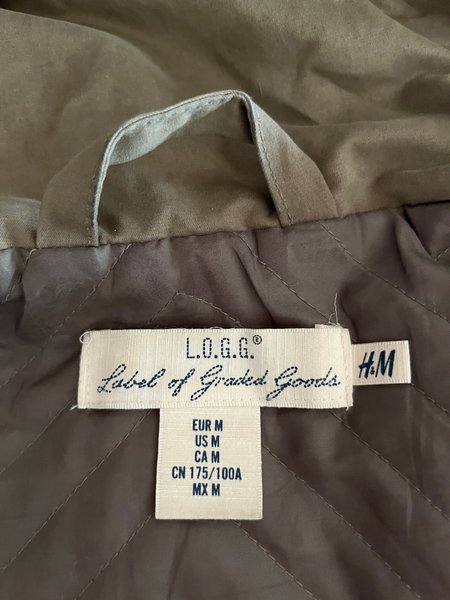 L.O.G.G.®
Label of Graded Goods
H&M
EUR M
US M
CA M
CN 175/100A
MX M